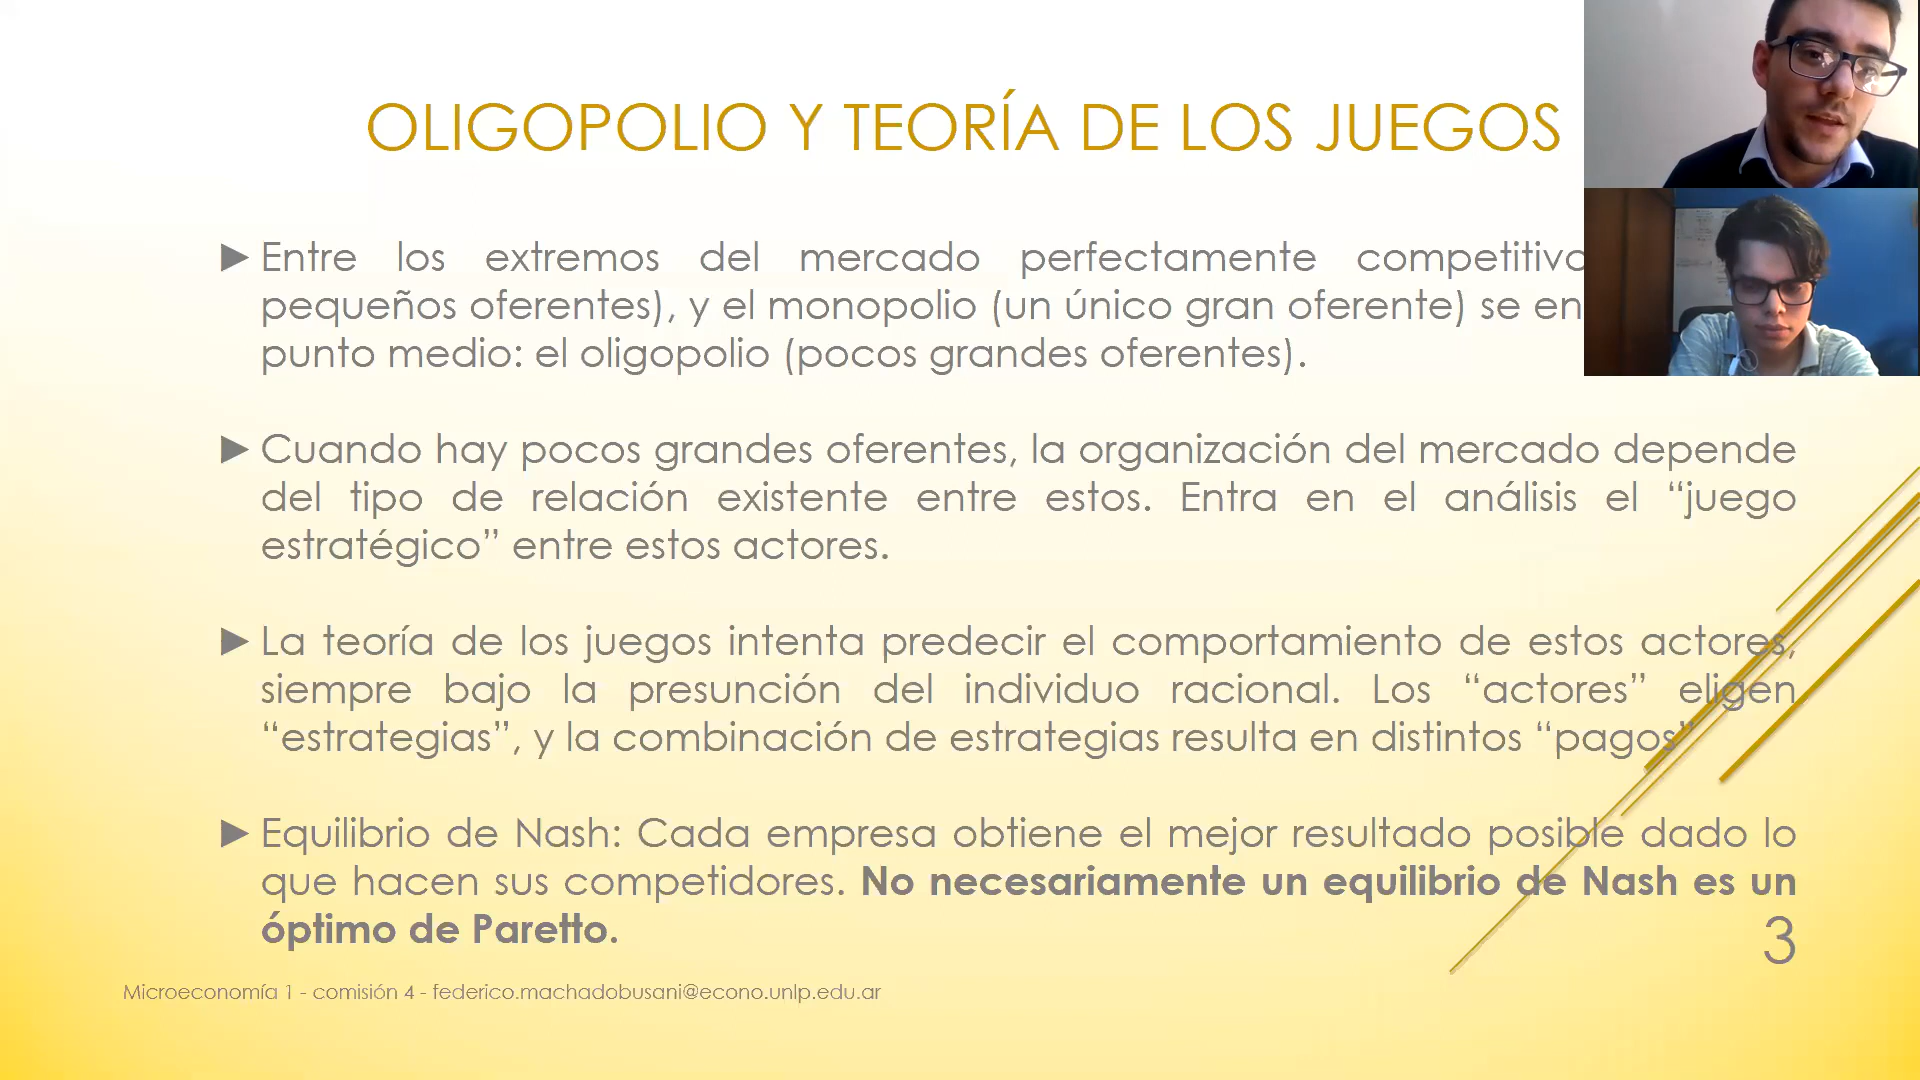 OLIGOPOLIO Y TEORÍA DE LOS JUEGOS
► Entre los extremos del mercado perfectamente competitivo
pequeños oferentes), y el monopolio (un único gran oferente) se en
punto medio: el oligopolio (pocos grandes oferentes).
► Cuando hay pocos grandes oferentes, la organización del mercado depende
del tipo de relación existente entre estos. Entra en el análisis el “juego
estratégico” entre estos actores.
► La teoría de los juegos intenta predecir el comportamiento de estos actores,
siempre bajo la presunción del individuo racional. Los “actores” eligen
“estrategias”, y la combinación de estrategias resulta en distintos “pagos”
► Equilibrio de Nash: Cada empresa obtiene el mejor resultado posible dado lo
que hacen sus competidores. No necesariamente un equilibrio de Nash es un
óptimo de Paretto.
3
Microeconomía 1 - comisión 4 - federico.machadobusani@econo.unlp.edu.ar